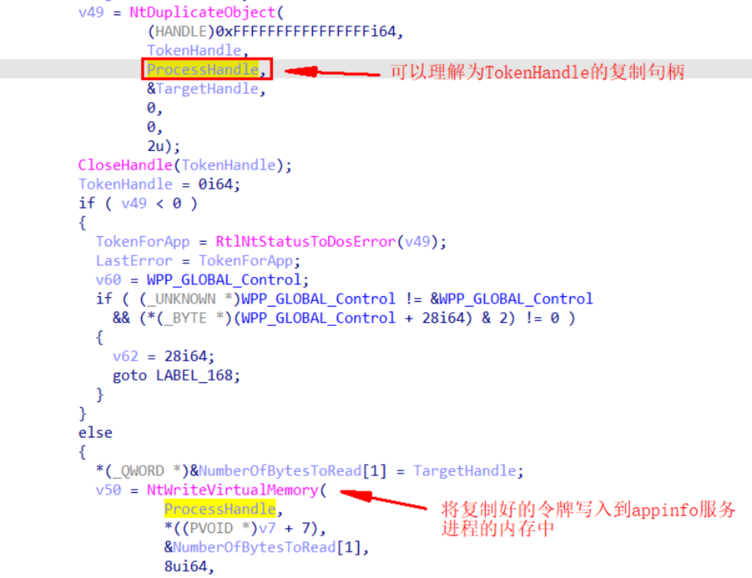 v49 = NtDuplicateObject(
(HANDLE)0xFFFFFFFFFFFFFFFFi64,
TokenHandle,
ProcessHandle, 可以理解为TokenHandle的复制句柄
&TargetHandle,
0,
0,
2u);
CloseHandle(TokenHandle);
TokenHandle = 0i64;
if ( v49 < 0 )
{
TokenForApp = RtlNtStatusToDosError(v49);
LastError = TokenForApp;
v60 = WPP_GLOBAL_Control;
if ( (_UNKNOWN *)WPP_GLOBAL_Control != &WPP_GLOBAL_Control
&& (*(_BYTE *)(WPP_GLOBAL_Control + 28i64) & 2) != 0 )
{
v62 = 28i64;
goto LABEL_168;
}
}
else
{
*(_QWORD *)&NumberOfBytesToRead[1] = TargetHandle;
v50 = NtWriteVirtualMemory(
ProcessHandle, 将复制好的令牌写入到appinfo服务
*((PVOID *)v7 + 7), 进程的内存中
&NumberOfBytesToRead[1],
8ui64,